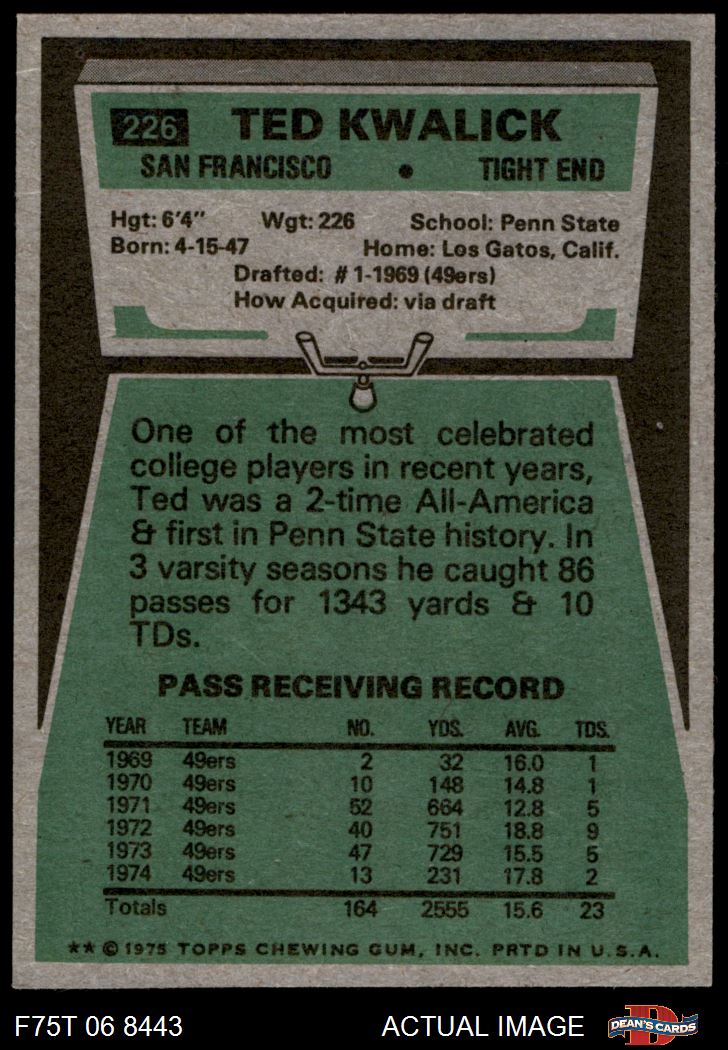 226 TED KWALICK
SAN FRANCISCO • TIGHT END
Hgt: 6'4" Wgt: 226 School: Penn State
Born: 4-15-47 Home: Los Gatos, Calif.
Drafted: #1-1969 (49ers)
How Acquired: via draft
One of the most celebrated
college players in recent years,
Ted was a 2-time All-America
& first in Penn State history. In
3 varsity seasons he caught 86
passes for 1343 yards & 10
TDs.
PASS RECEIVING RECORD
YEAR TEAM NO. YDS. AVG. TDS.
1969 49ers 2 32 16.0 1
1970 49ers 10 148 14.8 1
1971 49ers 52 664 12.8 5
1972 49ers 40 751 18.8 9
1973 49ers 47 729 15.5 5
1974 49ers 13 231 17.8 2
Totals 164 2555 15.6 23
** © 1975 TOPPS CHEWING GUM, INC. PRTD IN U.S.A.
F75T 06 8443 ACTUAL IMAGE D DEAN'S CARDS